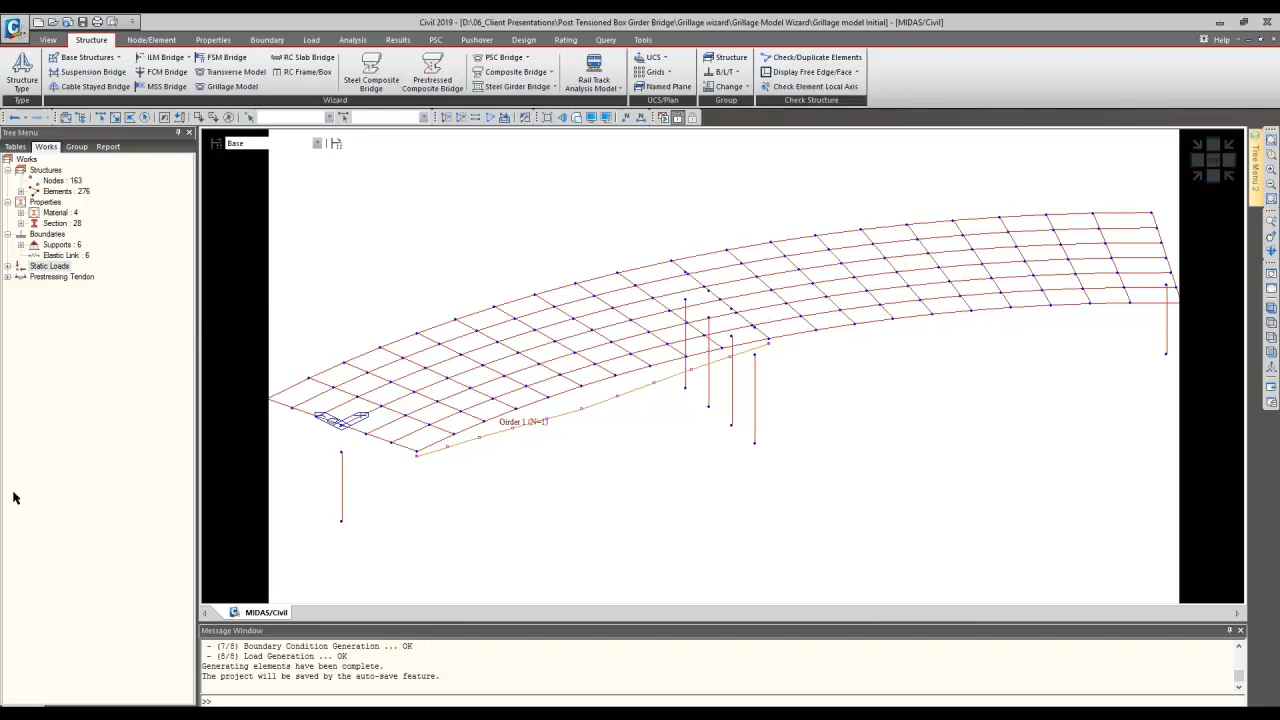 Civil 2019 - [D:\06_Client Presentations\Post Tensioned Box Girder Bridge\Grillage wizard\Grillage Model Wizard\Grillage model Initial] - [MIDAS/Civil]
View Structure Node/Element Properties Boundary Load Analysis Results PSC Pushover Design Rating Query Tools Help
Base Structures ILM Bridge FSM Bridge RC Slab Bridge PSC Bridge UCS Structure Check/Duplicate Elements
Suspension Bridge FCM Bridge Transverse Model RC Frame/Box Composite Bridge Grids B/L/T Display Free Edge/Face
Cable Stayed Bridge MSS Bridge Grillage Model Steel Girder Bridge Named Plane Change Check Element Local Axis
Structure Type
Steel Composite Bridge
Prestressed Composite Bridge
Rail Track Analysis Model
Type Wizard UCS/Plan Group Check Structure
Tree Menu
Tables Works Group Report
Works
Structures
Nodes : 163
Elements : 276
Properties
Material : 4
Section : 28
Boundaries
Supports : 6
Elastic Link : 6
Static Loads
Prestressing Tendon
Base
Tree Menu 2
Girder 1 (N=1)
MIDAS/Civil
Message Window
- (7/8) Boundary Condition Generation ... OK
- (8/8) Load Generation ... OK
Generating elements have been complete.
The project will be saved by the auto-save feature.
>>